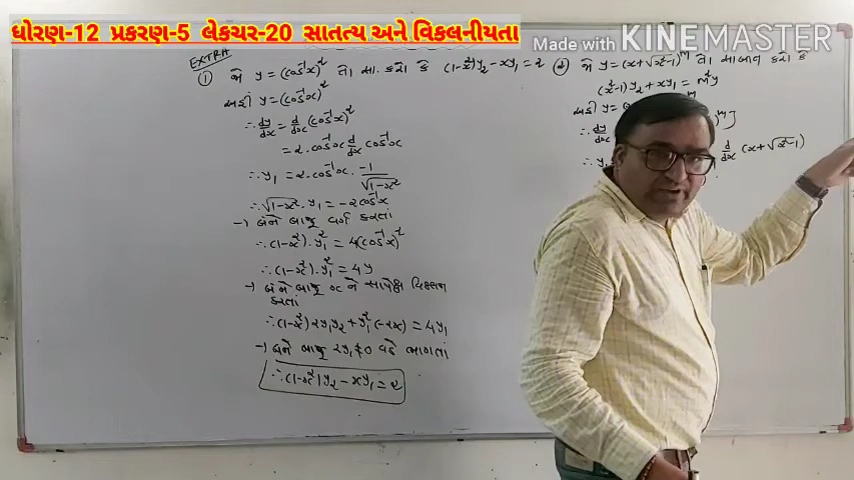 ધોરણ-12 પ્રકરણ-5 લેકચર-20 સાતત્ય અને વિકલનીયતા
Made with KINEMASTER
EXTRA
① જો y = (cos⁻¹x)² તો સા. કરો કે (1-x²)y₂ - xy₁ = 2
અહીં y = (cos⁻¹x)²
∴ dy/dx = d/dx (cos⁻¹x)²
= 2 · cos⁻¹x d/dx cos⁻¹x
∴ y₁ = 2 · cos⁻¹x · -1/√1-x²
∴ √1-x² · y₁ = -2cos⁻¹x
→ બંને બાજુ વર્ગ કરતાં
∴ (1-x²) · y₁² = 4(cos⁻¹x)²
∴ (1-x²) · y₁² = 4y
→ બંને બાજુ x ને સાપેક્ષ વિકલન
કરતાં
∴ (1-x²) 2y₁y₂ + y₁² (-2x) = 4y₁
→ બંને બાજુ 2y₁ ≠ 0 વડે ભાગતાં
∴ (1-x²) y₂ - xy₁ = 2
② જો y = (x+√x²-1)ᵐ તો સાબિત કરો કે
(x²-1)y₂ + xy₁ = m²y
અહીં y =
∴ dy/dx
d/dx (x+√x²-1)